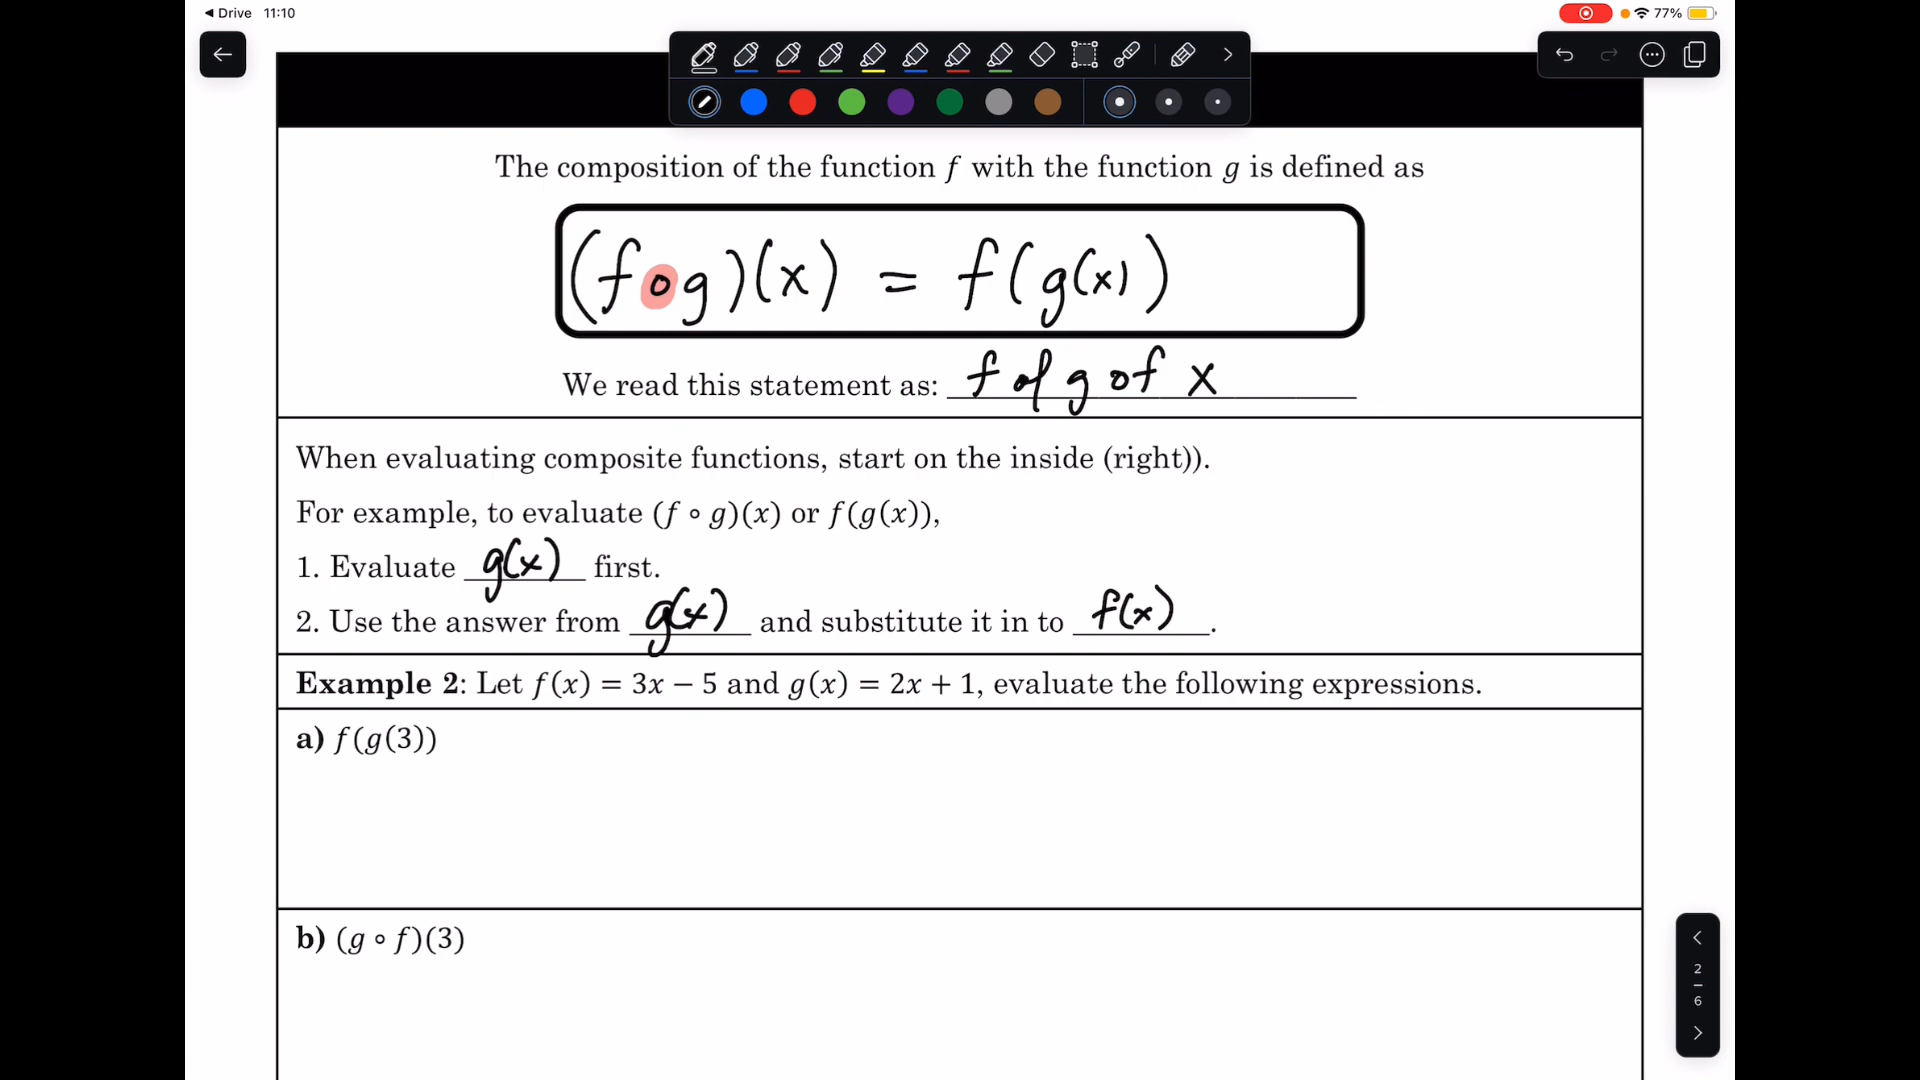 Drive 11:10
77%
The composition of the function f with the function g is defined as
(f∘g)(x) = f(g(x))
We read this statement as: f of g of x
When evaluating composite functions, start on the inside (right)).
For example, to evaluate (f ∘ g)(x) or f(g(x)),
1. Evaluate g(x) first.
2. Use the answer from g(x) and substitute it in to f(x).
Example 2: Let f(x) = 3x − 5 and g(x) = 2x + 1, evaluate the following expressions.
a) f(g(3))
b) (g ∘ f)(3)
2
6